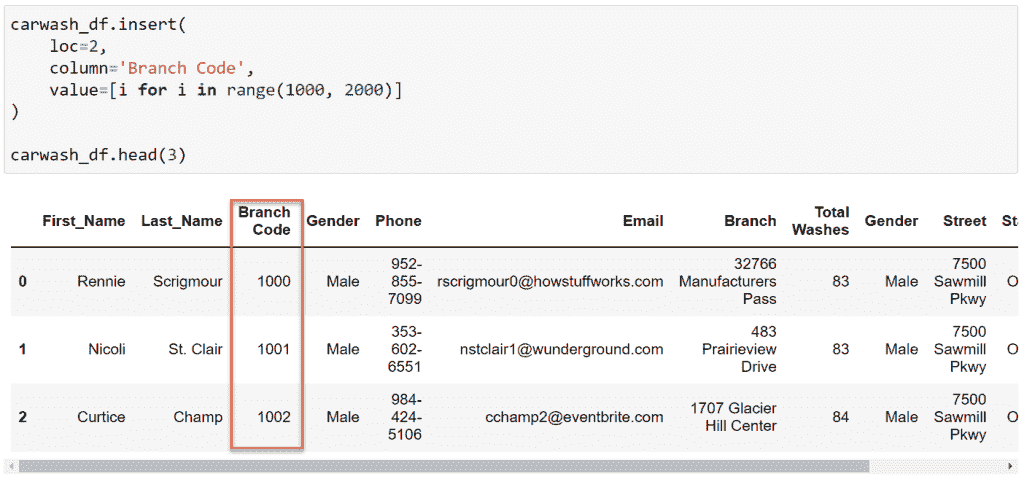 carwash_df.insert(
    loc=2,
    column='Branch Code',
    value=[i for i in range(1000, 2000)]
)
carwash_df.head(3)
First_Name Last_Name Branch Code Gender Phone Email Branch Total Washes Gender Street
0 Rennie Scrigmour 1000 Male 952-855-7099 rscrigmour0@howstuffworks.com 32766 Manufacturers Pass 83 Male 7500 Sawmill Pkwy O
1 Nicoli St. Clair 1001 Male 353-602-6551 nstclair1@wunderground.com 483 Prairieview Drive 83 Male 7500 Sawmill Pkwy O
2 Curtice Champ 1002 Male 984-424-5106 cchamp2@eventbrite.com 1707 Glacier Hill Center 84 Male 7500 Sawmill Pkwy O